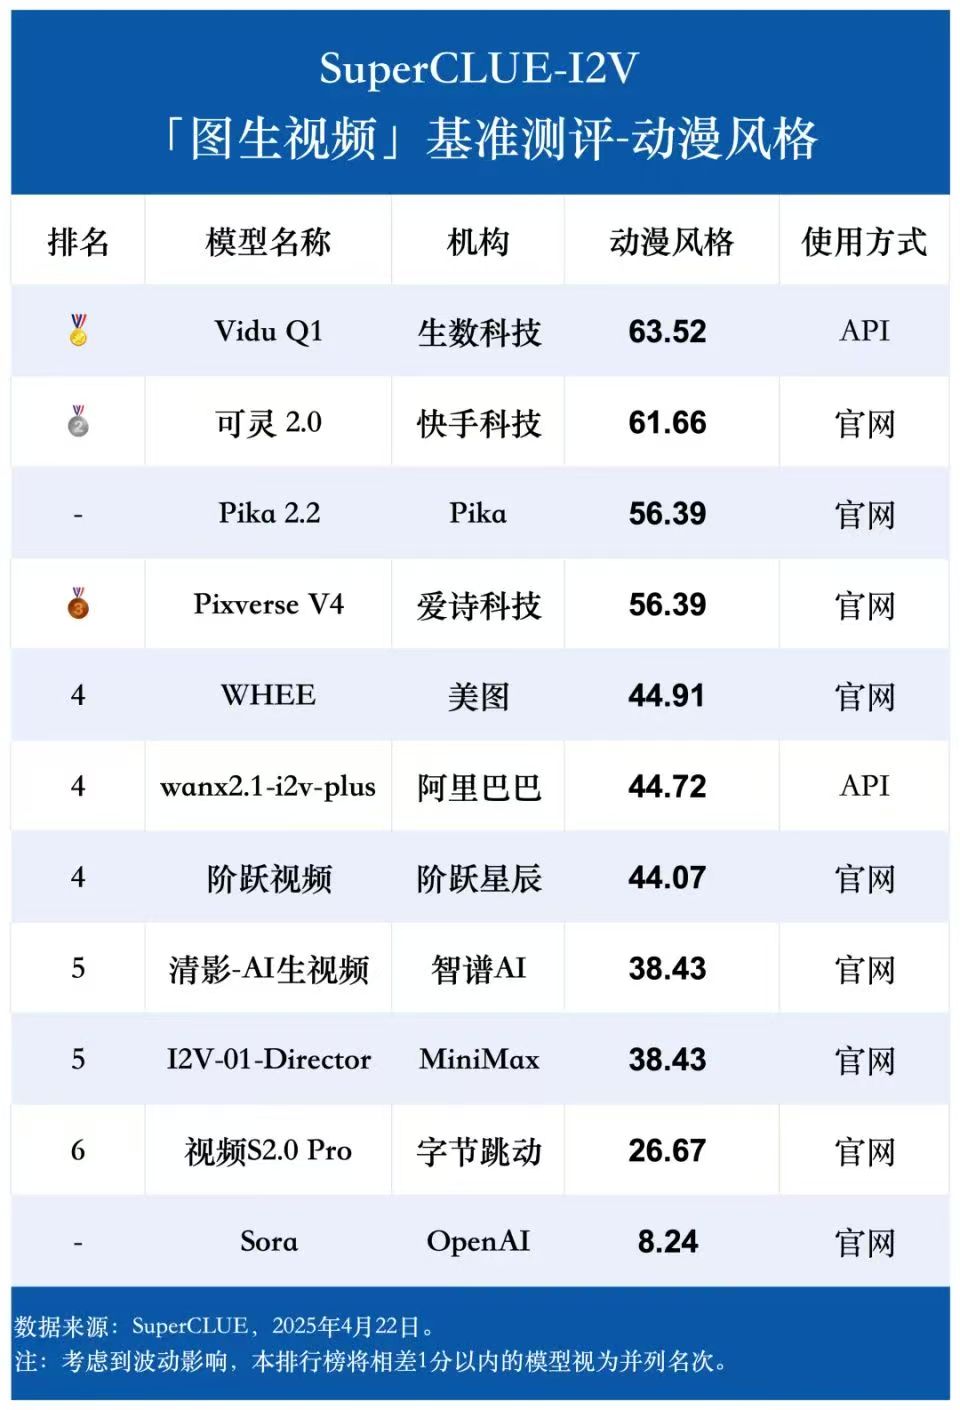 SuperCLUE-I2V
「图生视频」基准测评-动漫风格
排名 模型名称 机构 动漫风格 使用方式
Vidu Q1 生数科技 63.52 API
2 可灵 2.0 快手科技 61.66 官网
- Pika 2.2 Pika 56.39 官网
3 Pixverse V4 爱诗科技 56.39 官网
4 WHEE 美图 44.91 官网
4 wanx2.1-i2v-plus 阿里巴巴 44.72 API
4 阶跃视频 阶跃星辰 44.07 官网
5 清影-AI生视频 智谱AI 38.43 官网
5 I2V-01-Director MiniMax 38.43 官网
6 视频S2.0 Pro 字节跳动 26.67 官网
- Sora OpenAI 8.24 官网
数据来源：SuperCLUE，2025年4月22日。
注：考虑到波动影响，本排行榜将相差1分以内的模型视为并列名次。